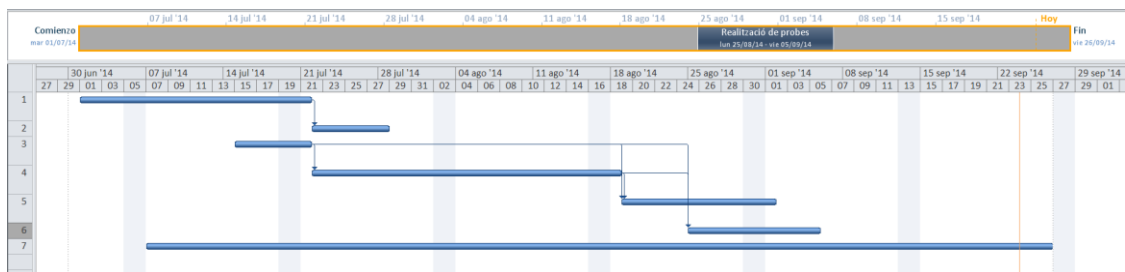 07 jul '14 14 jul '14 21 jul '14 28 jul '14 04 ago '14 11 ago '14 18 ago '14 25 ago '14 01 sep '14 08 sep '14 15 sep '14 Hoy
Comienzo
mar 01/07/14
Realització de probes
lun 25/08/14 - vie 05/09/14
Fin
vie 26/09/14
30 jun '14 07 jul '14 14 jul '14 21 jul '14 28 jul '14 04 ago '14 11 ago '14 18 ago '14 25 ago '14 01 sep '14 08 sep '14 15 sep '14 22 sep '14 29 sep '14
27 29 01 03 05 07 09 11 13 15 17 19 21 23 25 27 29 31 02 04 06 08 10 12 14 16 18 20 22 24 26 28 30 01 03 05 07 09 11 13 15 17 19 21 23 25 27 29 01
1
2
3
4
5
6
7